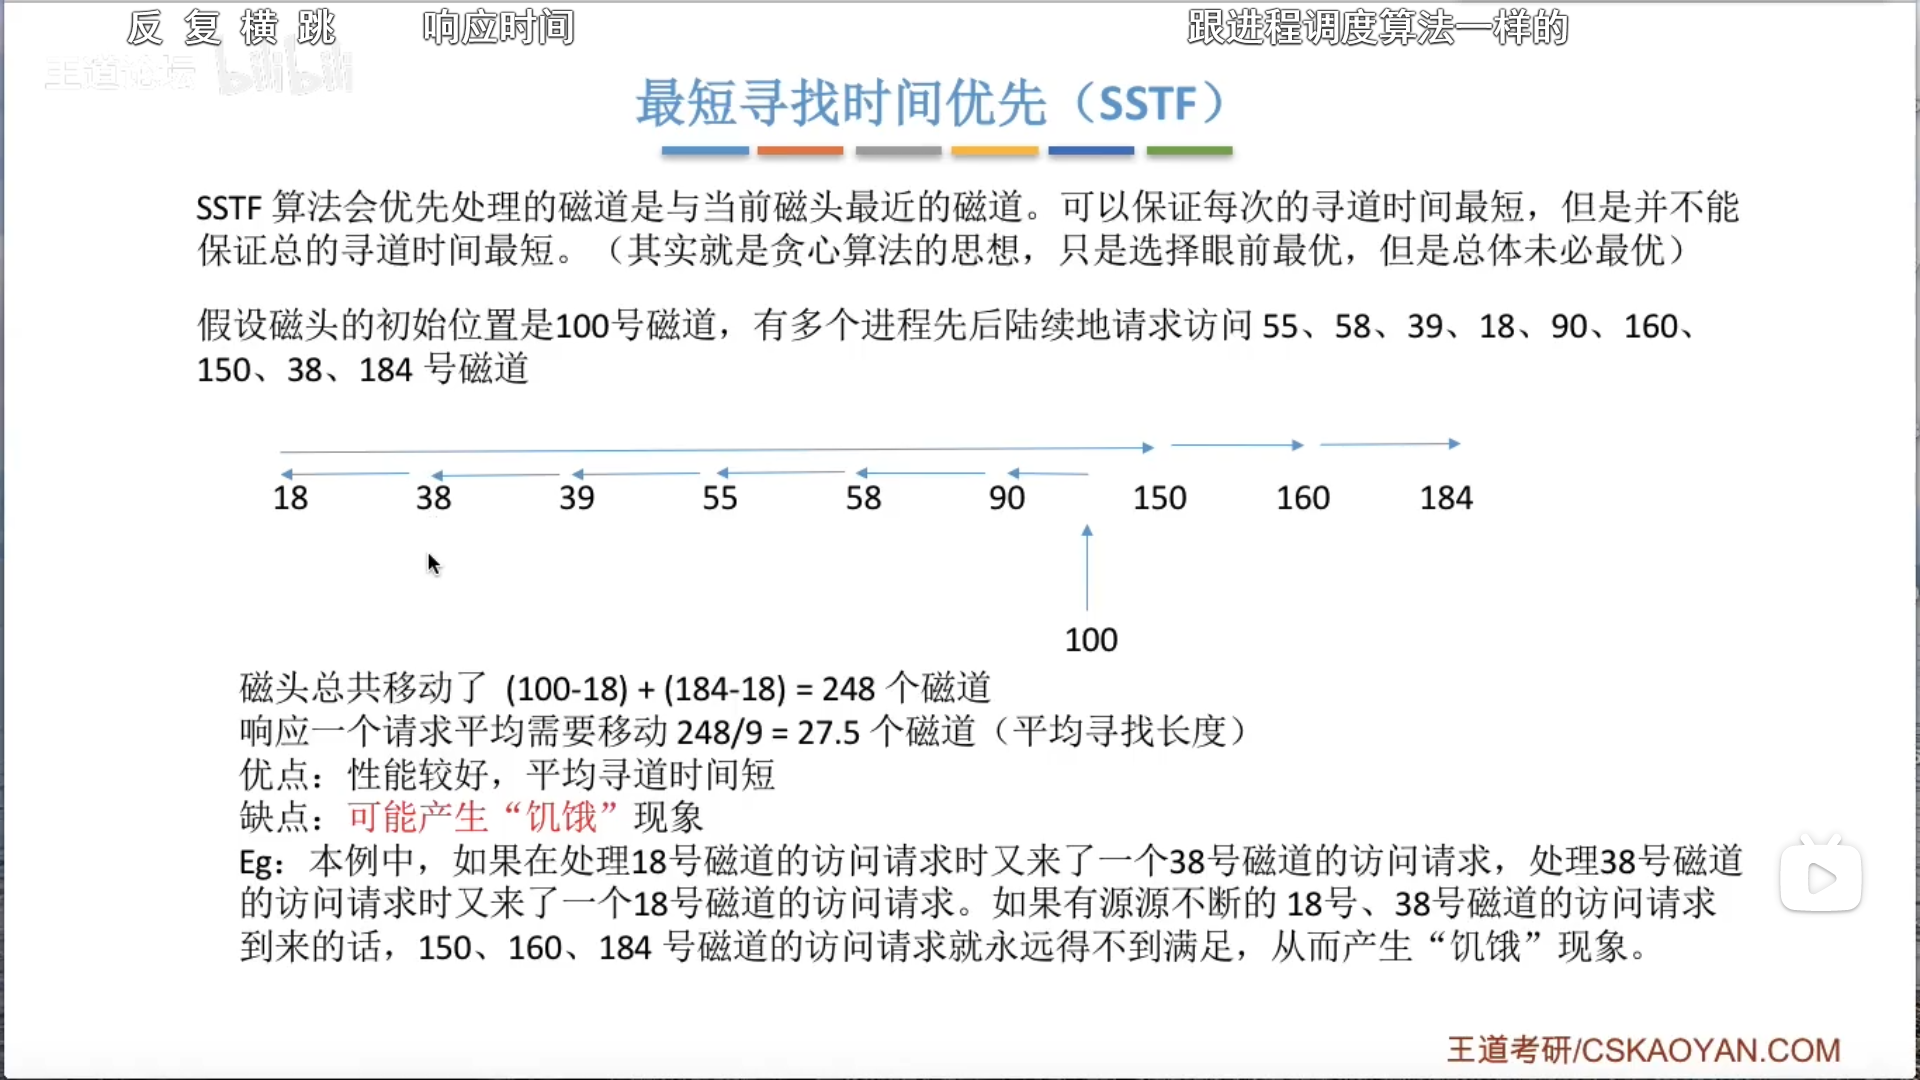 反 复 横 跳 响应时间 跟进程调度算法一样的
王道论坛 bilibili
最短寻找时间优先（SSTF）
SSTF 算法会优先处理的磁道是与当前磁头最近的磁道。可以保证每次的寻道时间最短，但是并不能
保证总的寻道时间最短。（其实就是贪心算法的思想，只是选择眼前最优，但是总体未必最优）
假设磁头的初始位置是100号磁道，有多个进程先后陆续地请求访问 55、58、39、18、90、160、
150、38、184 号磁道
18 38 39 55 58 90 150 160 184
100
磁头总共移动了 (100-18) + (184-18) = 248 个磁道
响应一个请求平均需要移动 248/9 = 27.5 个磁道（平均寻找长度）
优点：性能较好，平均寻道时间短
缺点：可能产生“饥饿”现象
Eg：本例中，如果在处理18号磁道的访问请求时又来了一个38号磁道的访问请求，处理38号磁道
的访问请求时又来了一个18号磁道的访问请求。如果有源源不断的 18号、38号磁道的访问请求
到来的话，150、160、184 号磁道的访问请求就永远得不到满足，从而产生“饥饿”现象。
王道考研/CSKAOYAN.COM